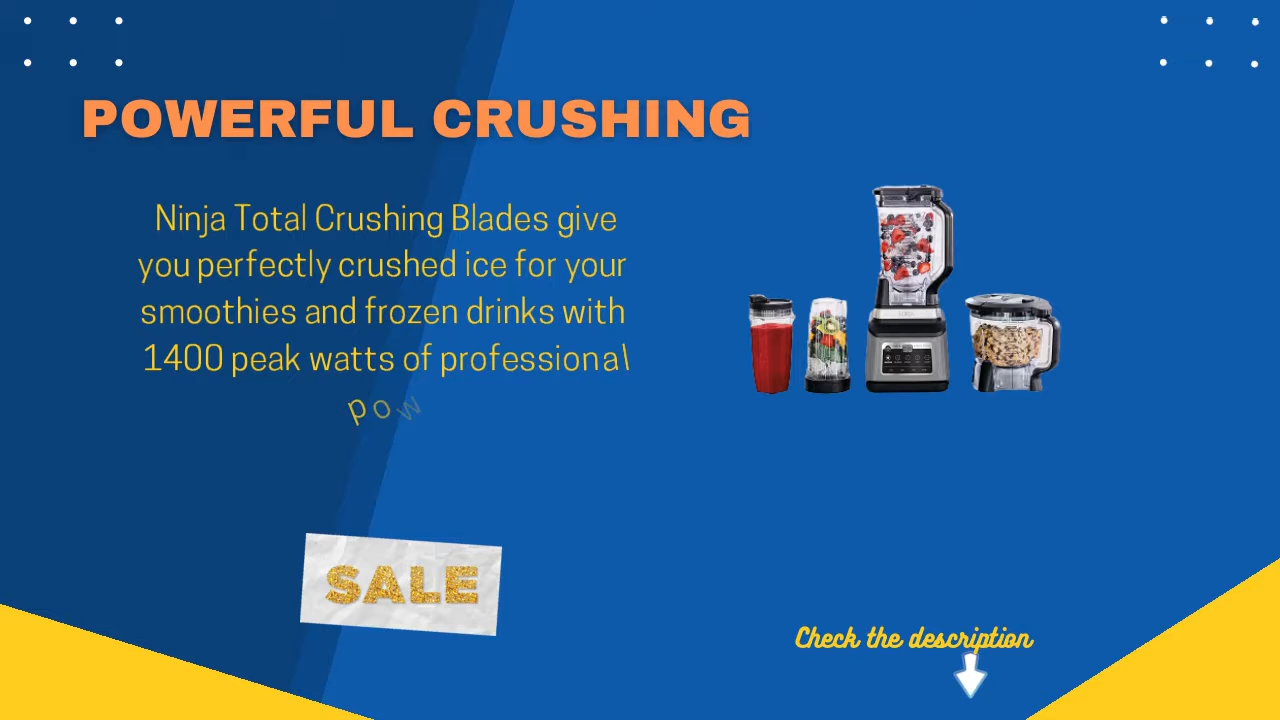 POWERFUL CRUSHING
Ninja Total Crushing Blades give
you perfectly crushed ice for your
smoothies and frozen drinks with
1400 peak watts of professional
pow
SALE
Check the description